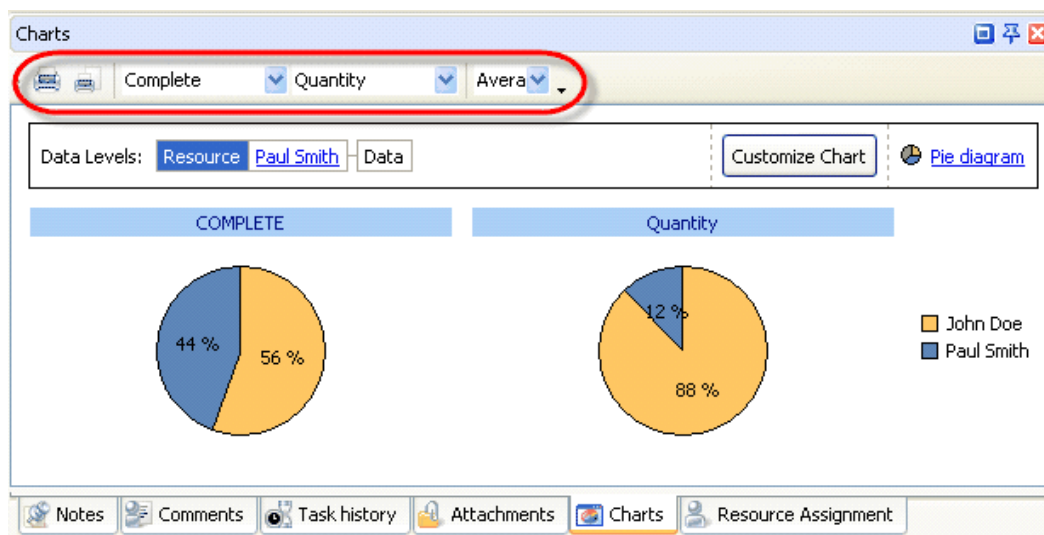 Charts
Complete Quantity Avera
Data Levels: Resource Paul Smith Data Customize Chart Pie diagram
COMPLETE Quantity
44 % 56 % 12 % 88 %
John Doe
Paul Smith
Notes Comments Task history Attachments Charts Resource Assignment